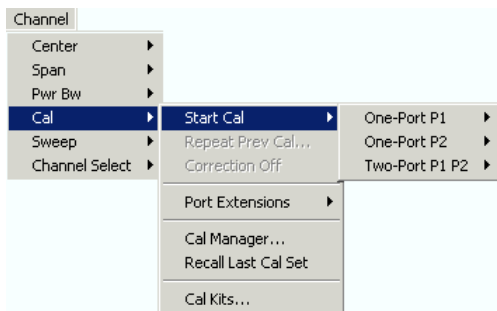 Channel
Center
Span
Pwr Bw
Cal
Sweep
Channel Select
Start Cal
Repeat Prev Cal...
Correction Off
Port Extensions
Cal Manager...
Recall Last Cal Set
Cal Kits...
One-Port P1
One-Port P2
Two-Port P1 P2